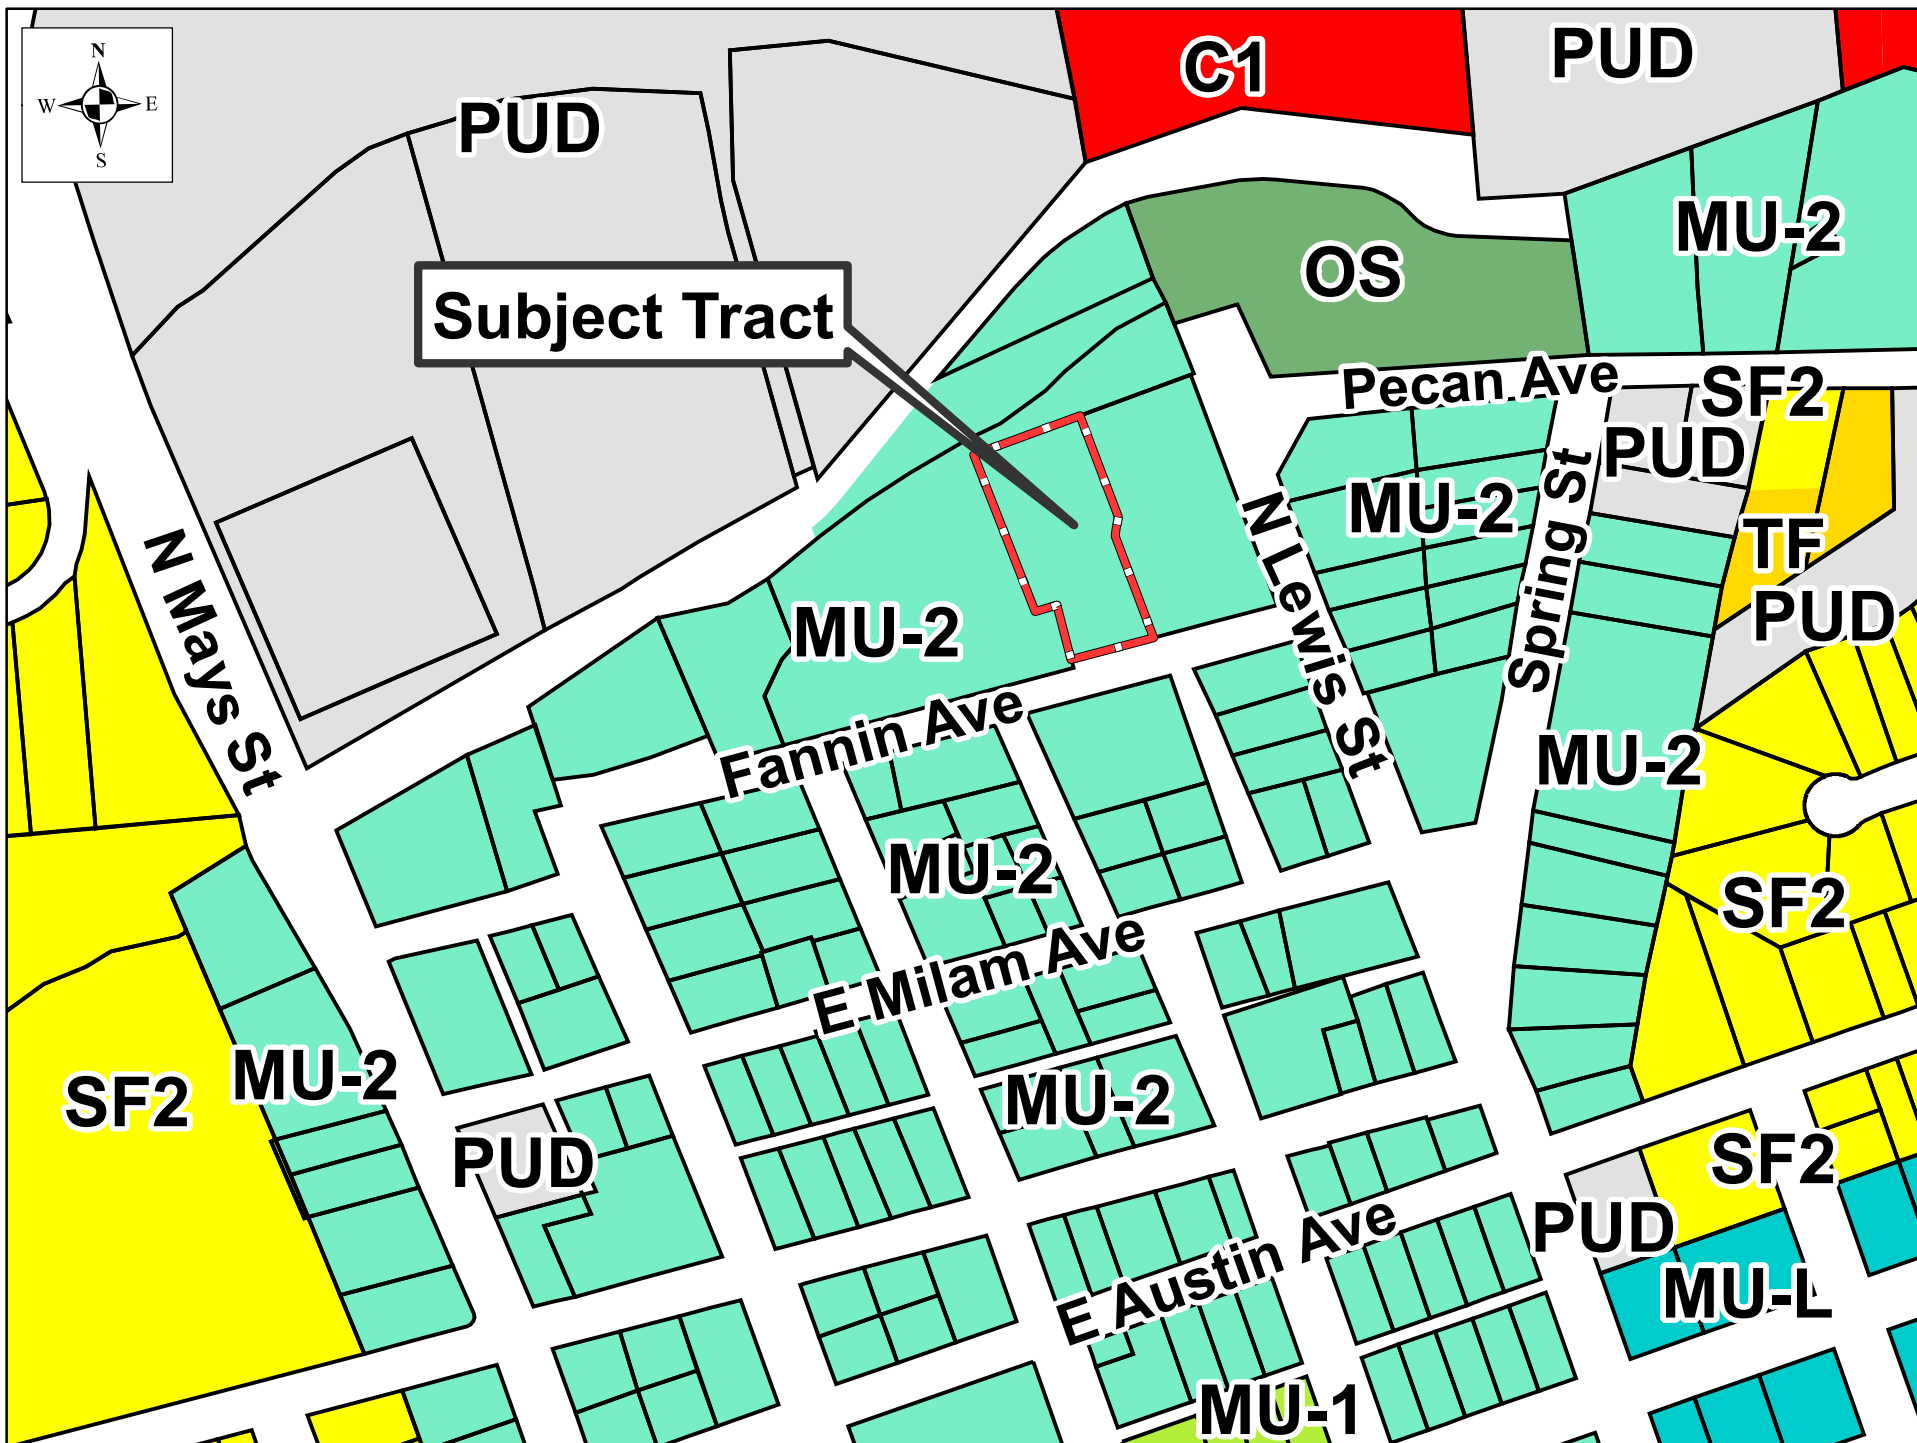 N
W E
S
C1
PUD
PUD
MU-2
OS
Subject Tract
Pecan Ave
SF2
PUD
MU-2
TF
N Mays St
N Lewis St
Spring St
MU-2
PUD
Fannin Ave
MU-2
MU-2
SF2
E Milam Ave
MU-2
SF2
MU-2
PUD
SF2
E Austin Ave
PUD
MU-L
MU-1